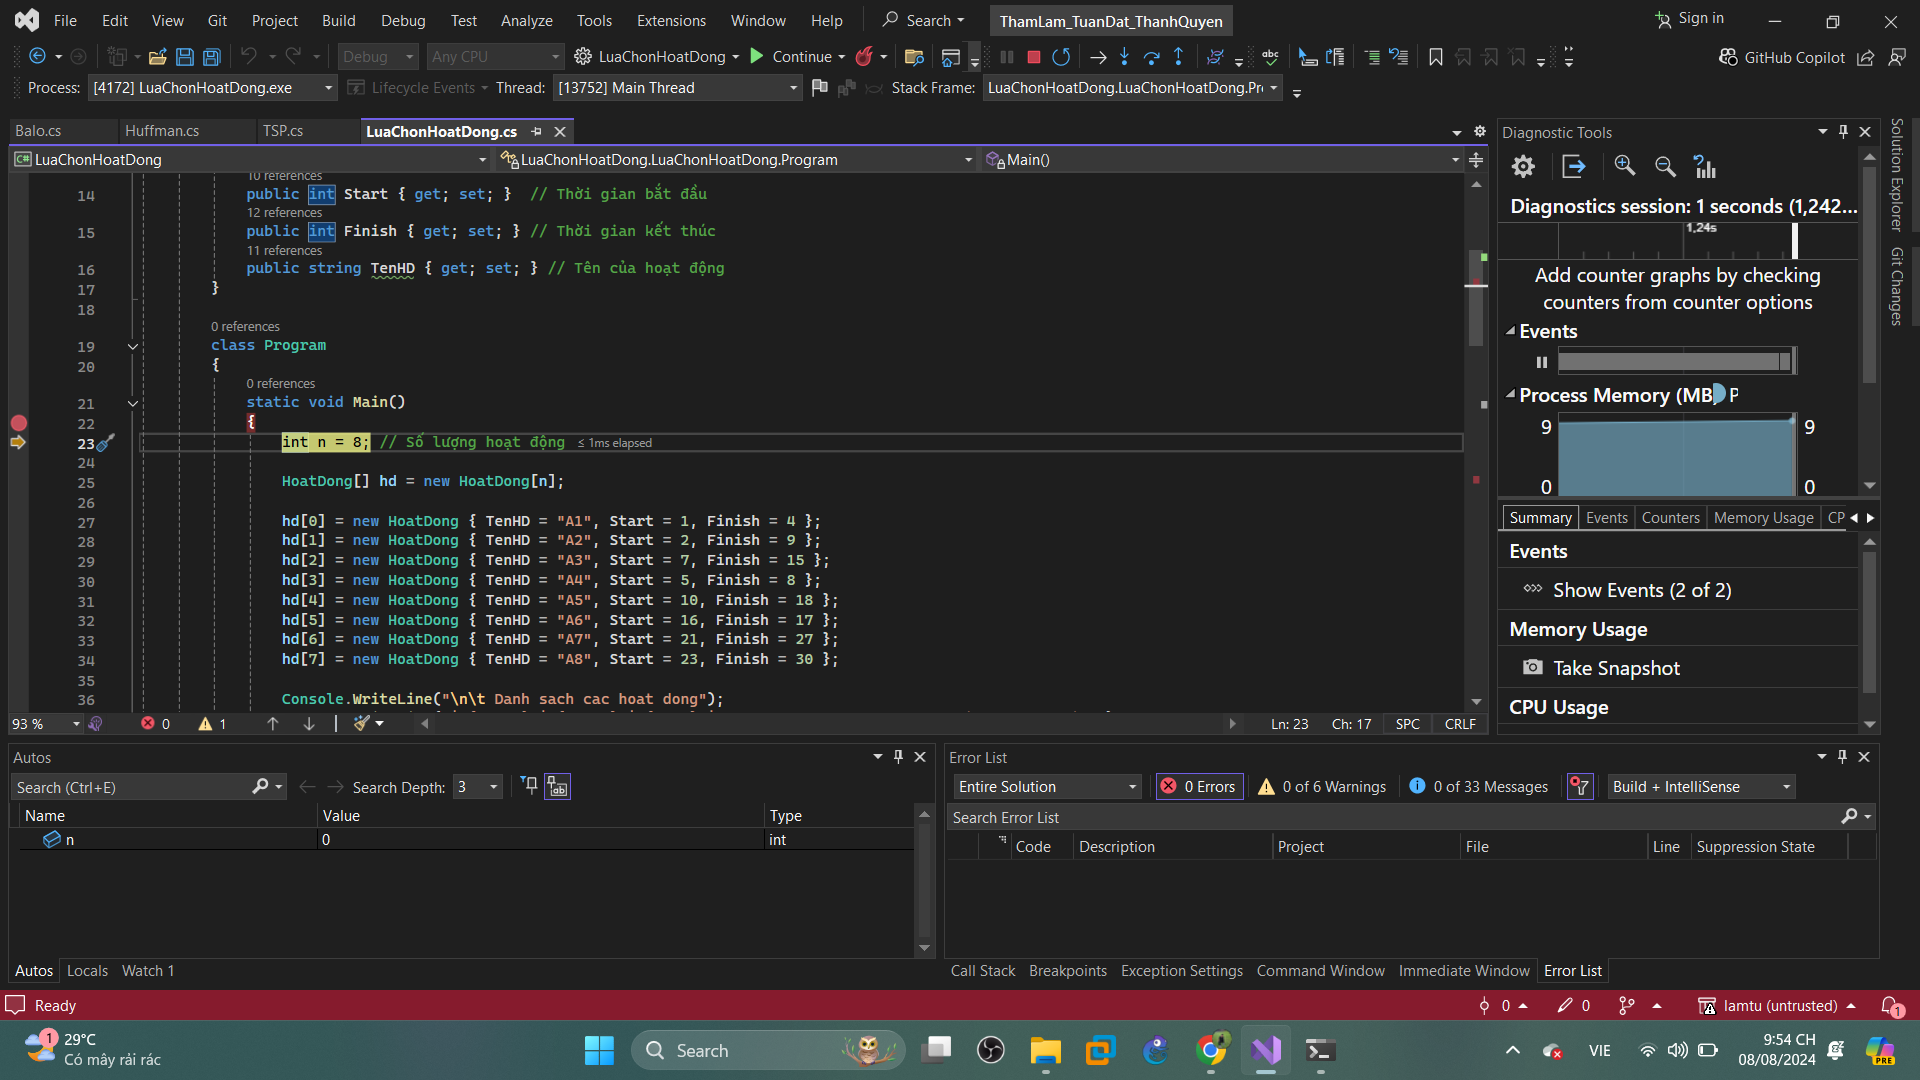 File Edit View Git Project Build Debug Test Analyze Tools Extensions Window Help Search ThamLam_TuanDat_ThanhQuyen Sign in
Debug Any CPU LuaChonHoatDong Continue GitHub Copilot
Process: [4172] LuaChonHoatDong.exe Lifecycle Events Thread: [13752] Main Thread Stack Frame: LuaChonHoatDong.LuaChonHoatDong.Pr
Balo.cs Huffman.cs TSP.cs LuaChonHoatDong.cs
LuaChonHoatDong LuaChonHoatDong.LuaChonHoatDong.Program Main()
10 references
14 public int Start { get; set; } // Thời gian bắt đầu
12 references
15 public int Finish { get; set; } // Thời gian kết thúc
11 references
16 public string TenHD { get; set; } // Tên của hoạt động
17 }
18
0 references
19 class Program
20 {
0 references
21 static void Main()
22 {
23 int n = 8; // Số lượng hoạt động ≤ 1ms elapsed
24
25 HoatDong[] hd = new HoatDong[n];
26
27 hd[0] = new HoatDong { TenHD = "A1", Start = 1, Finish = 4 };
28 hd[1] = new HoatDong { TenHD = "A2", Start = 2, Finish = 9 };
29 hd[2] = new HoatDong { TenHD = "A3", Start = 7, Finish = 15 };
30 hd[3] = new HoatDong { TenHD = "A4", Start = 5, Finish = 8 };
31 hd[4] = new HoatDong { TenHD = "A5", Start = 10, Finish = 18 };
32 hd[5] = new HoatDong { TenHD = "A6", Start = 16, Finish = 17 };
33 hd[6] = new HoatDong { TenHD = "A7", Start = 21, Finish = 27 };
34 hd[7] = new HoatDong { TenHD = "A8", Start = 23, Finish = 30 };
35
36 Console.WriteLine("\n\t Danh sach cac hoat dong");
93 % 0 1 Ln: 23 Ch: 17 SPC CRLF
Diagnostic Tools
Diagnostics session: 1 seconds (1,242...
1,24s
Add counter graphs by checking
counters from counter options
Events
Process Memory (MB) P
9 9
0 0
Summary Events Counters Memory Usage CP
Events
Show Events (2 of 2)
Memory Usage
Take Snapshot
CPU Usage
Solution Explorer
Git Changes
Autos
Search (Ctrl+E) Search Depth: 3
Name Value Type
n 0 int
Autos Locals Watch 1
Error List
Entire Solution 0 Errors 0 of 6 Warnings 0 of 33 Messages Build + IntelliSense
Search Error List
Code Description Project File Line Suppression State
Call Stack Breakpoints Exception Settings Command Window Immediate Window Error List
Ready 0 0 lamtu (untrusted) 1
1 29°C
Có mây rải rác
Search
VIE
9:54 CH
08/08/2024
PRE